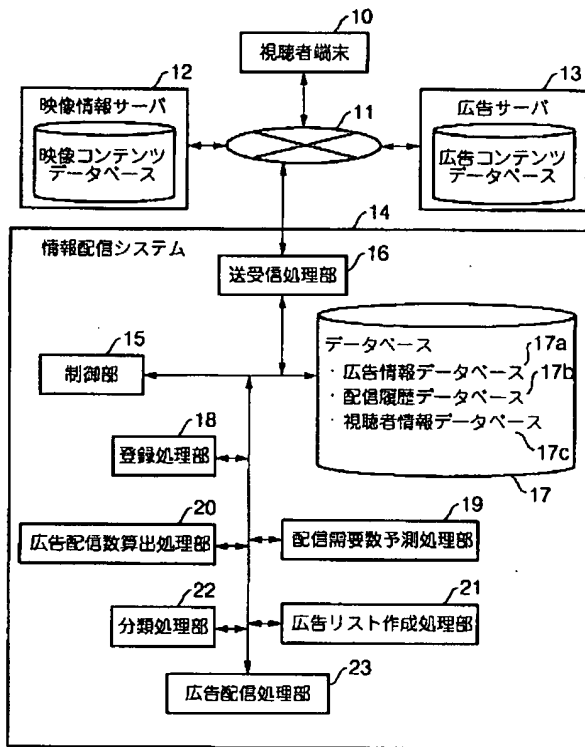 10
視聴者端末
12
映像情報サーバ
映像コンテンツ
データベース
11
13
広告サーバ
広告コンテンツ
データベース
14
情報配信システム
送受信処理部
16
15
制御部
データベース
・広告情報データベース
17a
・配信履歴データベース
17b
・視聴者情報データベース
17c
17
18
登録処理部
20
広告配信数算出処理部
19
配信需要数予測処理部
22
分類処理部
21
広告リスト作成処理部
広告配信処理部
23